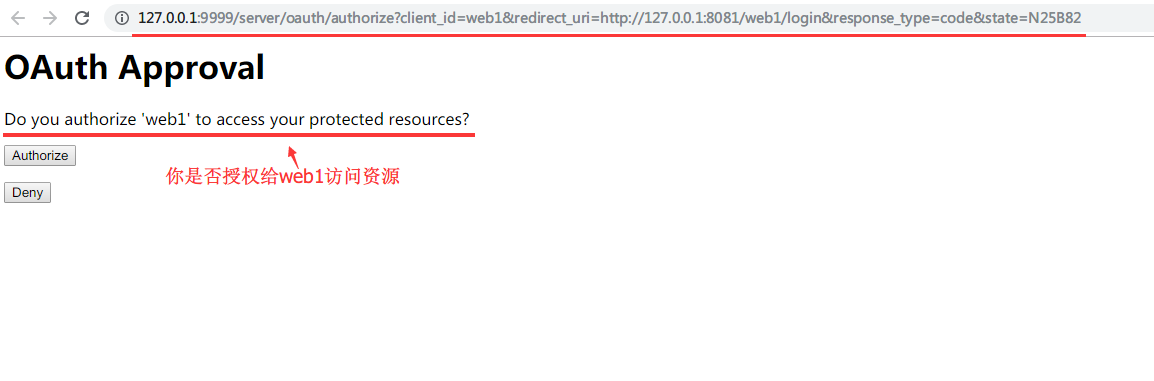 127.0.0.1:9999/server/oauth/authorize?client_id=web1&redirect_uri=http://127.0.0.1:8081/web1/login&response_type=code&state=N25B82
OAuth Approval
Do you authorize 'web1' to access your protected resources?
Authorize
你是否授权给web1访问资源
Deny